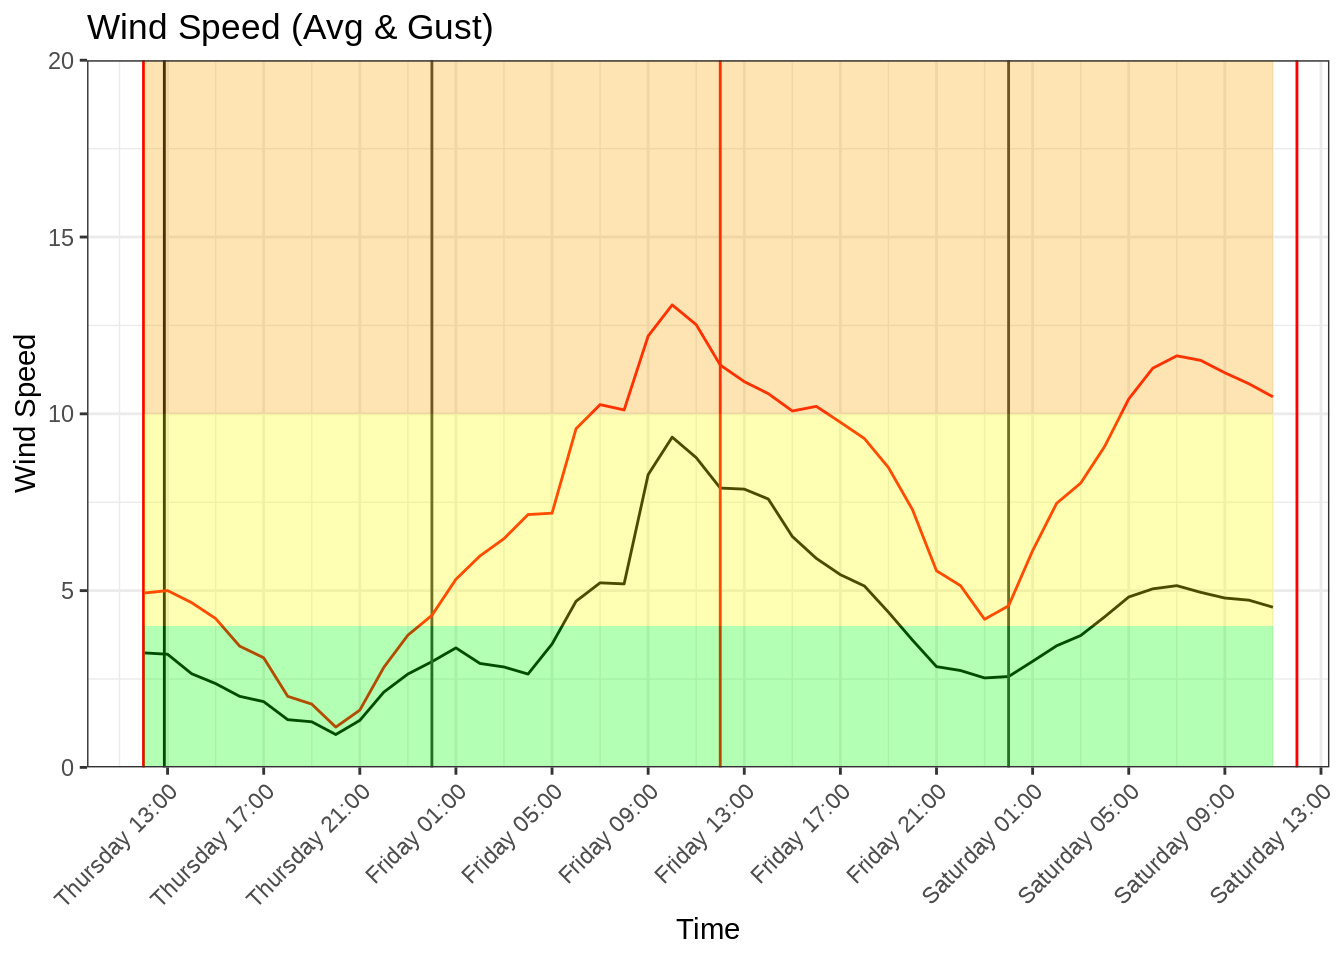 Wind Speed (Avg & Gust)
20
15
10
5
0
Wind Speed
Thursday 13:00
Thursday 17:00
Thursday 21:00
Friday 01:00
Friday 05:00
Friday 09:00
Friday 13:00
Friday 17:00
Friday 21:00
Saturday 01:00
Saturday 05:00
Saturday 09:00
Saturday 13:00
Time